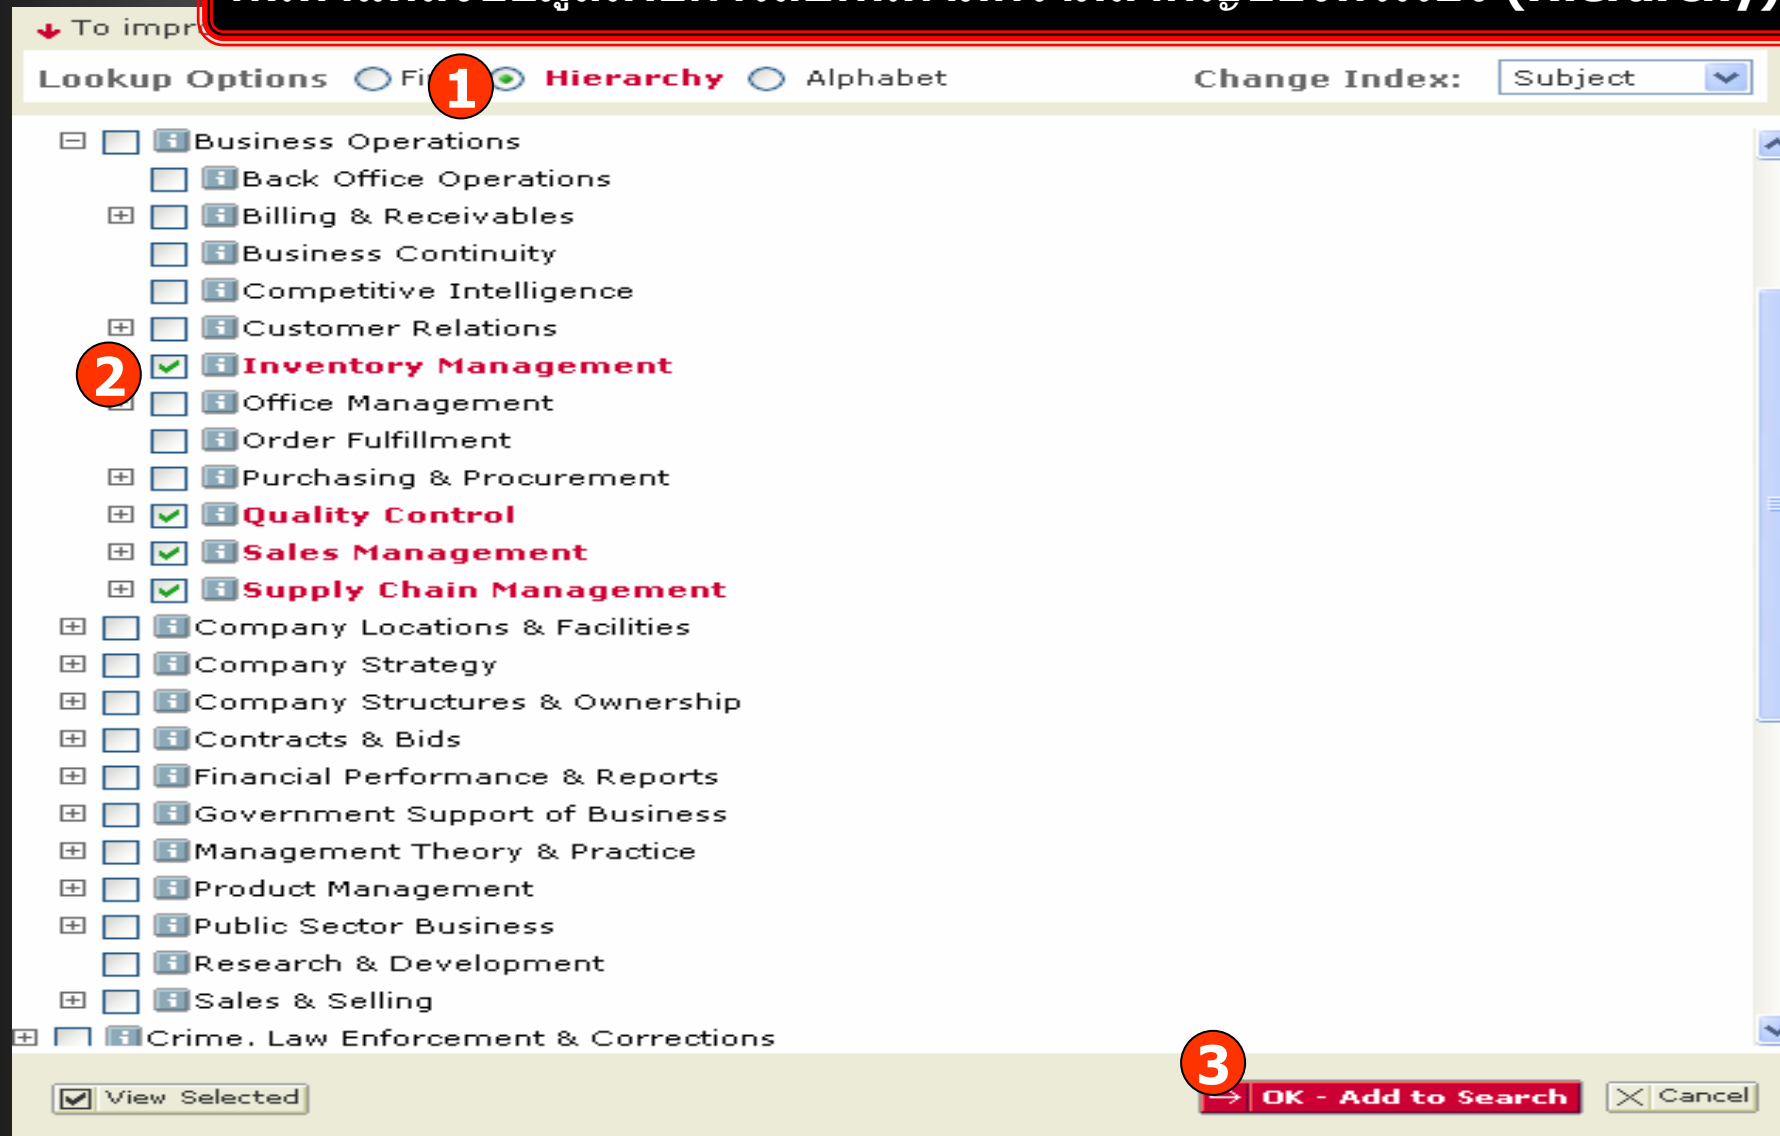 (Hierarchy)
To impr
Lookup Options Fi 1 Hierarchy Alphabet Change Index: Subject
Business Operations
Back Office Operations
Billing & Receivables
Business Continuity
Competitive Intelligence
Customer Relations
2 Inventory Management
Office Management
Order Fulfillment
Purchasing & Procurement
Quality Control
Sales Management
Supply Chain Management
Company Locations & Facilities
Company Strategy
Company Structures & Ownership
Contracts & Bids
Financial Performance & Reports
Government Support of Business
Management Theory & Practice
Product Management
Public Sector Business
Research & Development
Sales & Selling
Crime, Law Enforcement & Corrections
3
View Selected OK - Add to Search Cancel